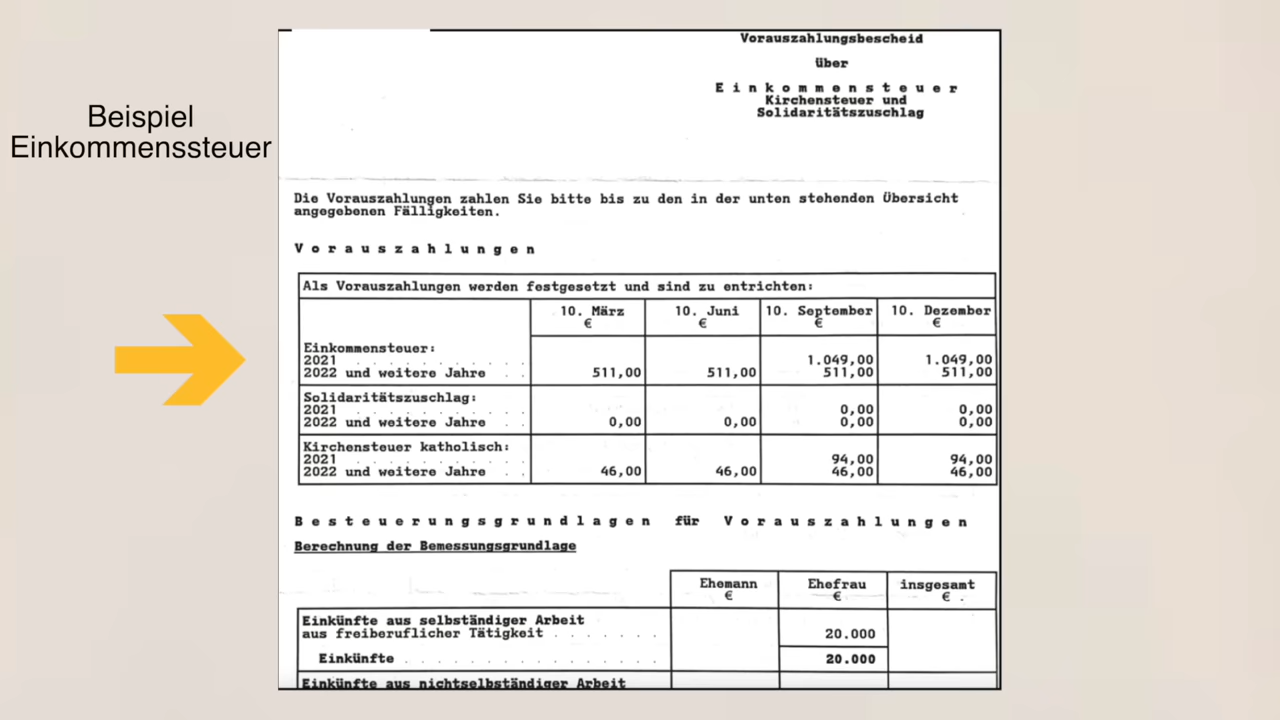 Beispiel
Einkommenssteuer
Vorauszahlungsbescheid
über
Einkommensteuer
Kirchensteuer und
Solidaritätszuschlag
Die Vorauszahlungen zahlen Sie bitte bis zu den in der unten stehenden Übersicht
angegebenen Fälligkeiten.
Vorauszahlungen
Als Vorauszahlungen werden festgesetzt und sind zu entrichten:
10. März 10. Juni 10. September 10. Dezember
€ € € €
Einkommensteuer:
2021 . . . . . . . . . . . 1.049,00 1.049,00
2022 und weitere Jahre . . 511,00 511,00 511,00 511,00
Solidaritätszuschlag:
2021 . . . . . . . . . . . 0,00 0,00
2022 und weitere Jahre . . 0,00 0,00 0,00 0,00
Kirchensteuer katholisch:
2021 . . . . . . . . . . . 94,00 94,00
2022 und weitere Jahre . . 46,00 46,00 46,00 46,00
Besteuerungsgrundlagen für Vorauszahlungen
Berechnung der Bemessungsgrundlage
Ehemann Ehefrau insgesamt
€ € €
Einkünfte aus selbständiger Arbeit
aus freiberuflicher Tätigkeit . . . . . . . 20.000
Einkünfte . . . . . . . . . . . . . . . . 20.000
Einkünfte aus nichtselbständiger Arbeit